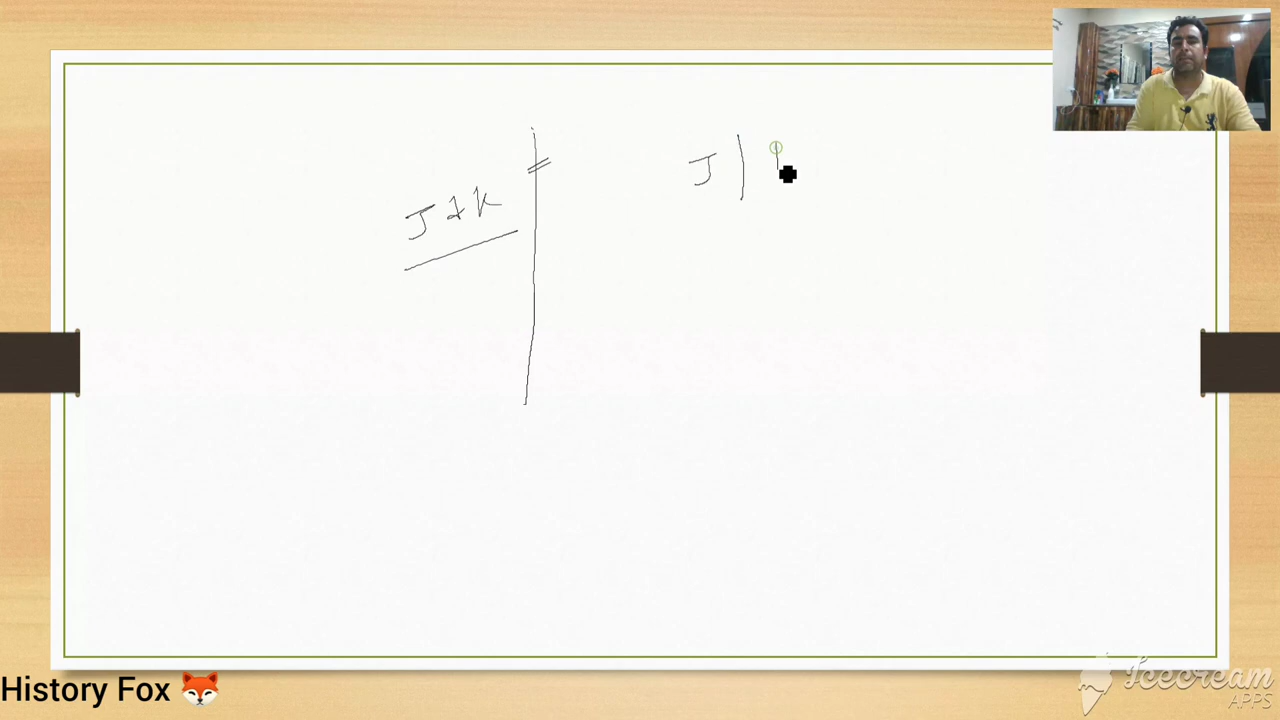 J & K
J |
History Fox 🦊
Icecream
APPS